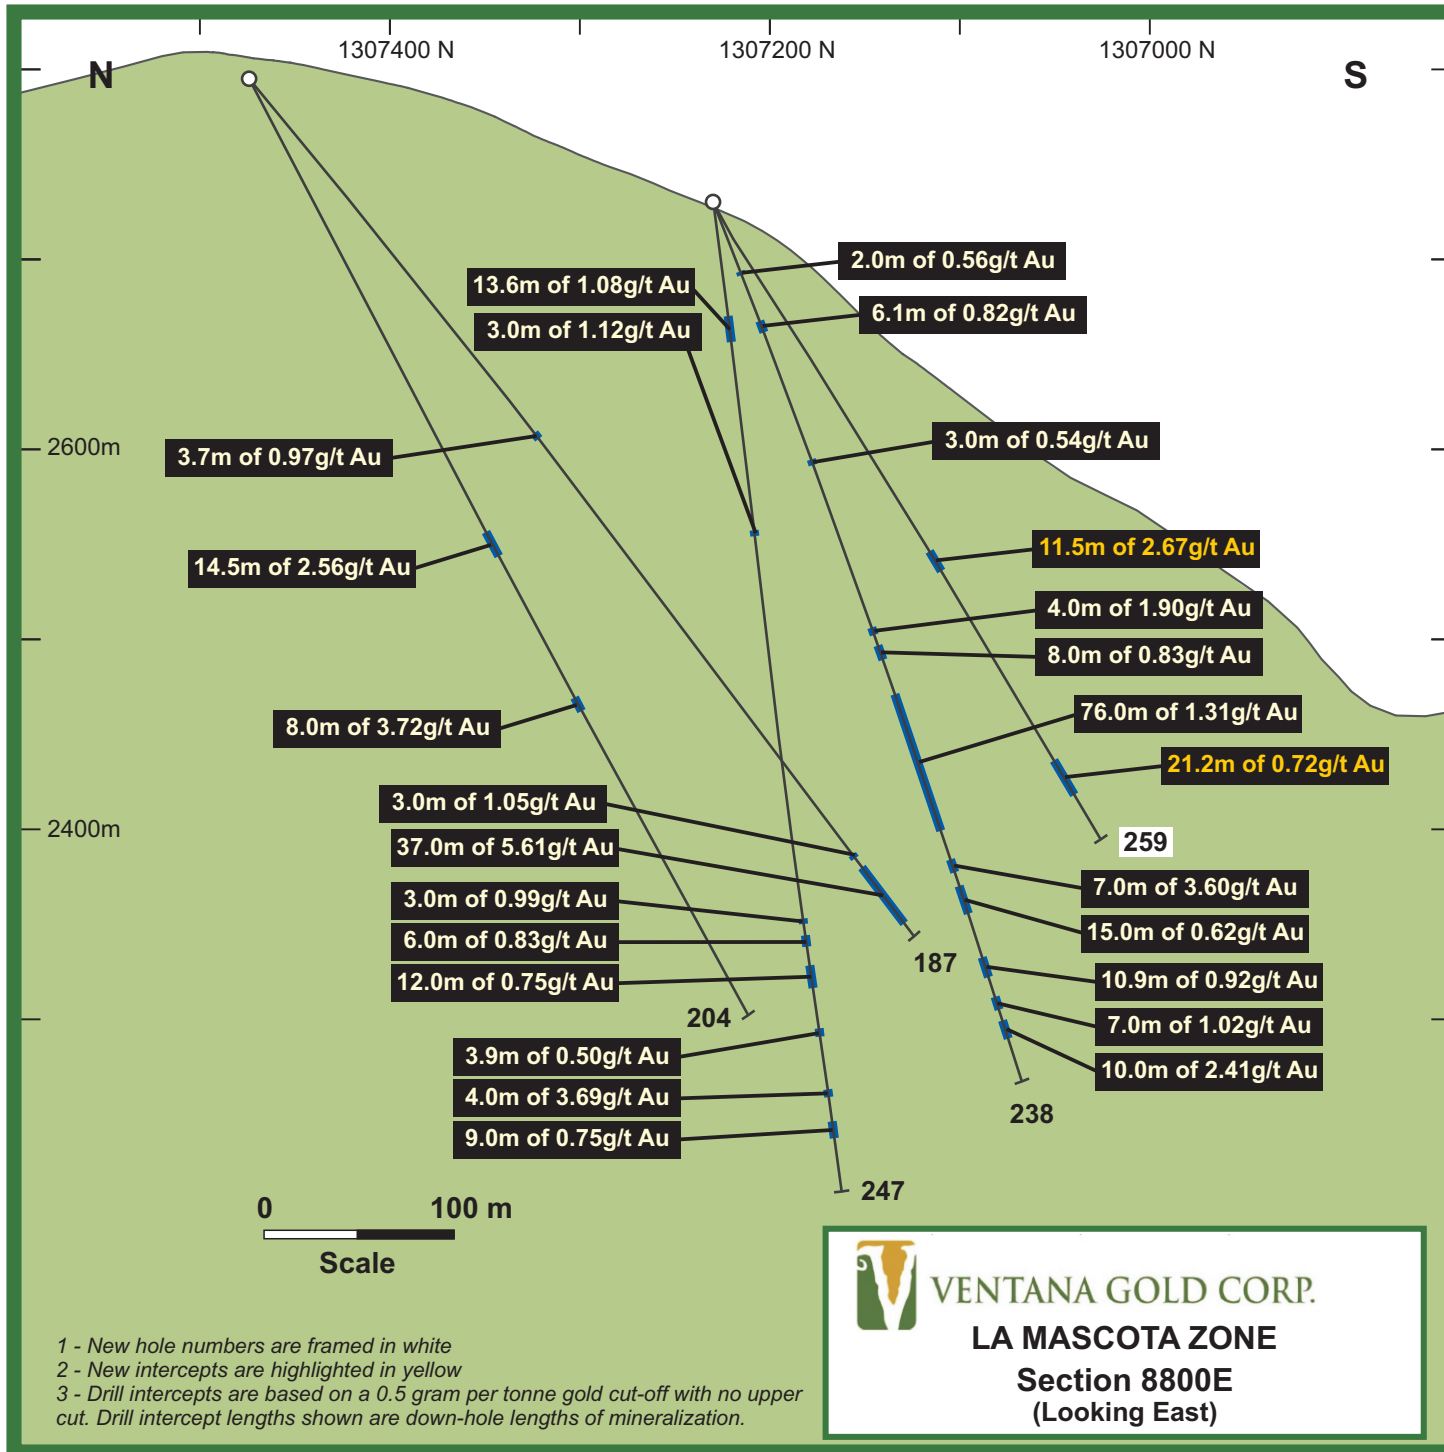 1307400 N
1307200 N
1307000 N
N
S
2.0m of 0.56g/t Au
13.6m of 1.08g/t Au
6.1m of 0.82g/t Au
3.0m of 1.12g/t Au
2600m
3.7m of 0.97g/t Au
3.0m of 0.54g/t Au
14.5m of 2.56g/t Au
11.5m of 2.67g/t Au
4.0m of 1.90g/t Au
8.0m of 0.83g/t Au
8.0m of 3.72g/t Au
76.0m of 1.31g/t Au
21.2m of 0.72g/t Au
3.0m of 1.05g/t Au
2400m
37.0m of 5.61g/t Au
259
3.0m of 0.99g/t Au
7.0m of 3.60g/t Au
6.0m of 0.83g/t Au
15.0m of 0.62g/t Au
12.0m of 0.75g/t Au
187
10.9m of 0.92g/t Au
204
7.0m of 1.02g/t Au
3.9m of 0.50g/t Au
10.0m of 2.41g/t Au
4.0m of 3.69g/t Au
238
9.0m of 0.75g/t Au
247
0 100 m
Scale
VENTANA GOLD CORP.
LA MASCOTA ZONE
Section 8800E
(Looking East)
1 - New hole numbers are framed in white
2 - New intercepts are highlighted in yellow
3 - Drill intercepts are based on a 0.5 gram per tonne gold cut-off with no upper
cut. Drill intercept lengths shown are down-hole lengths of mineralization.